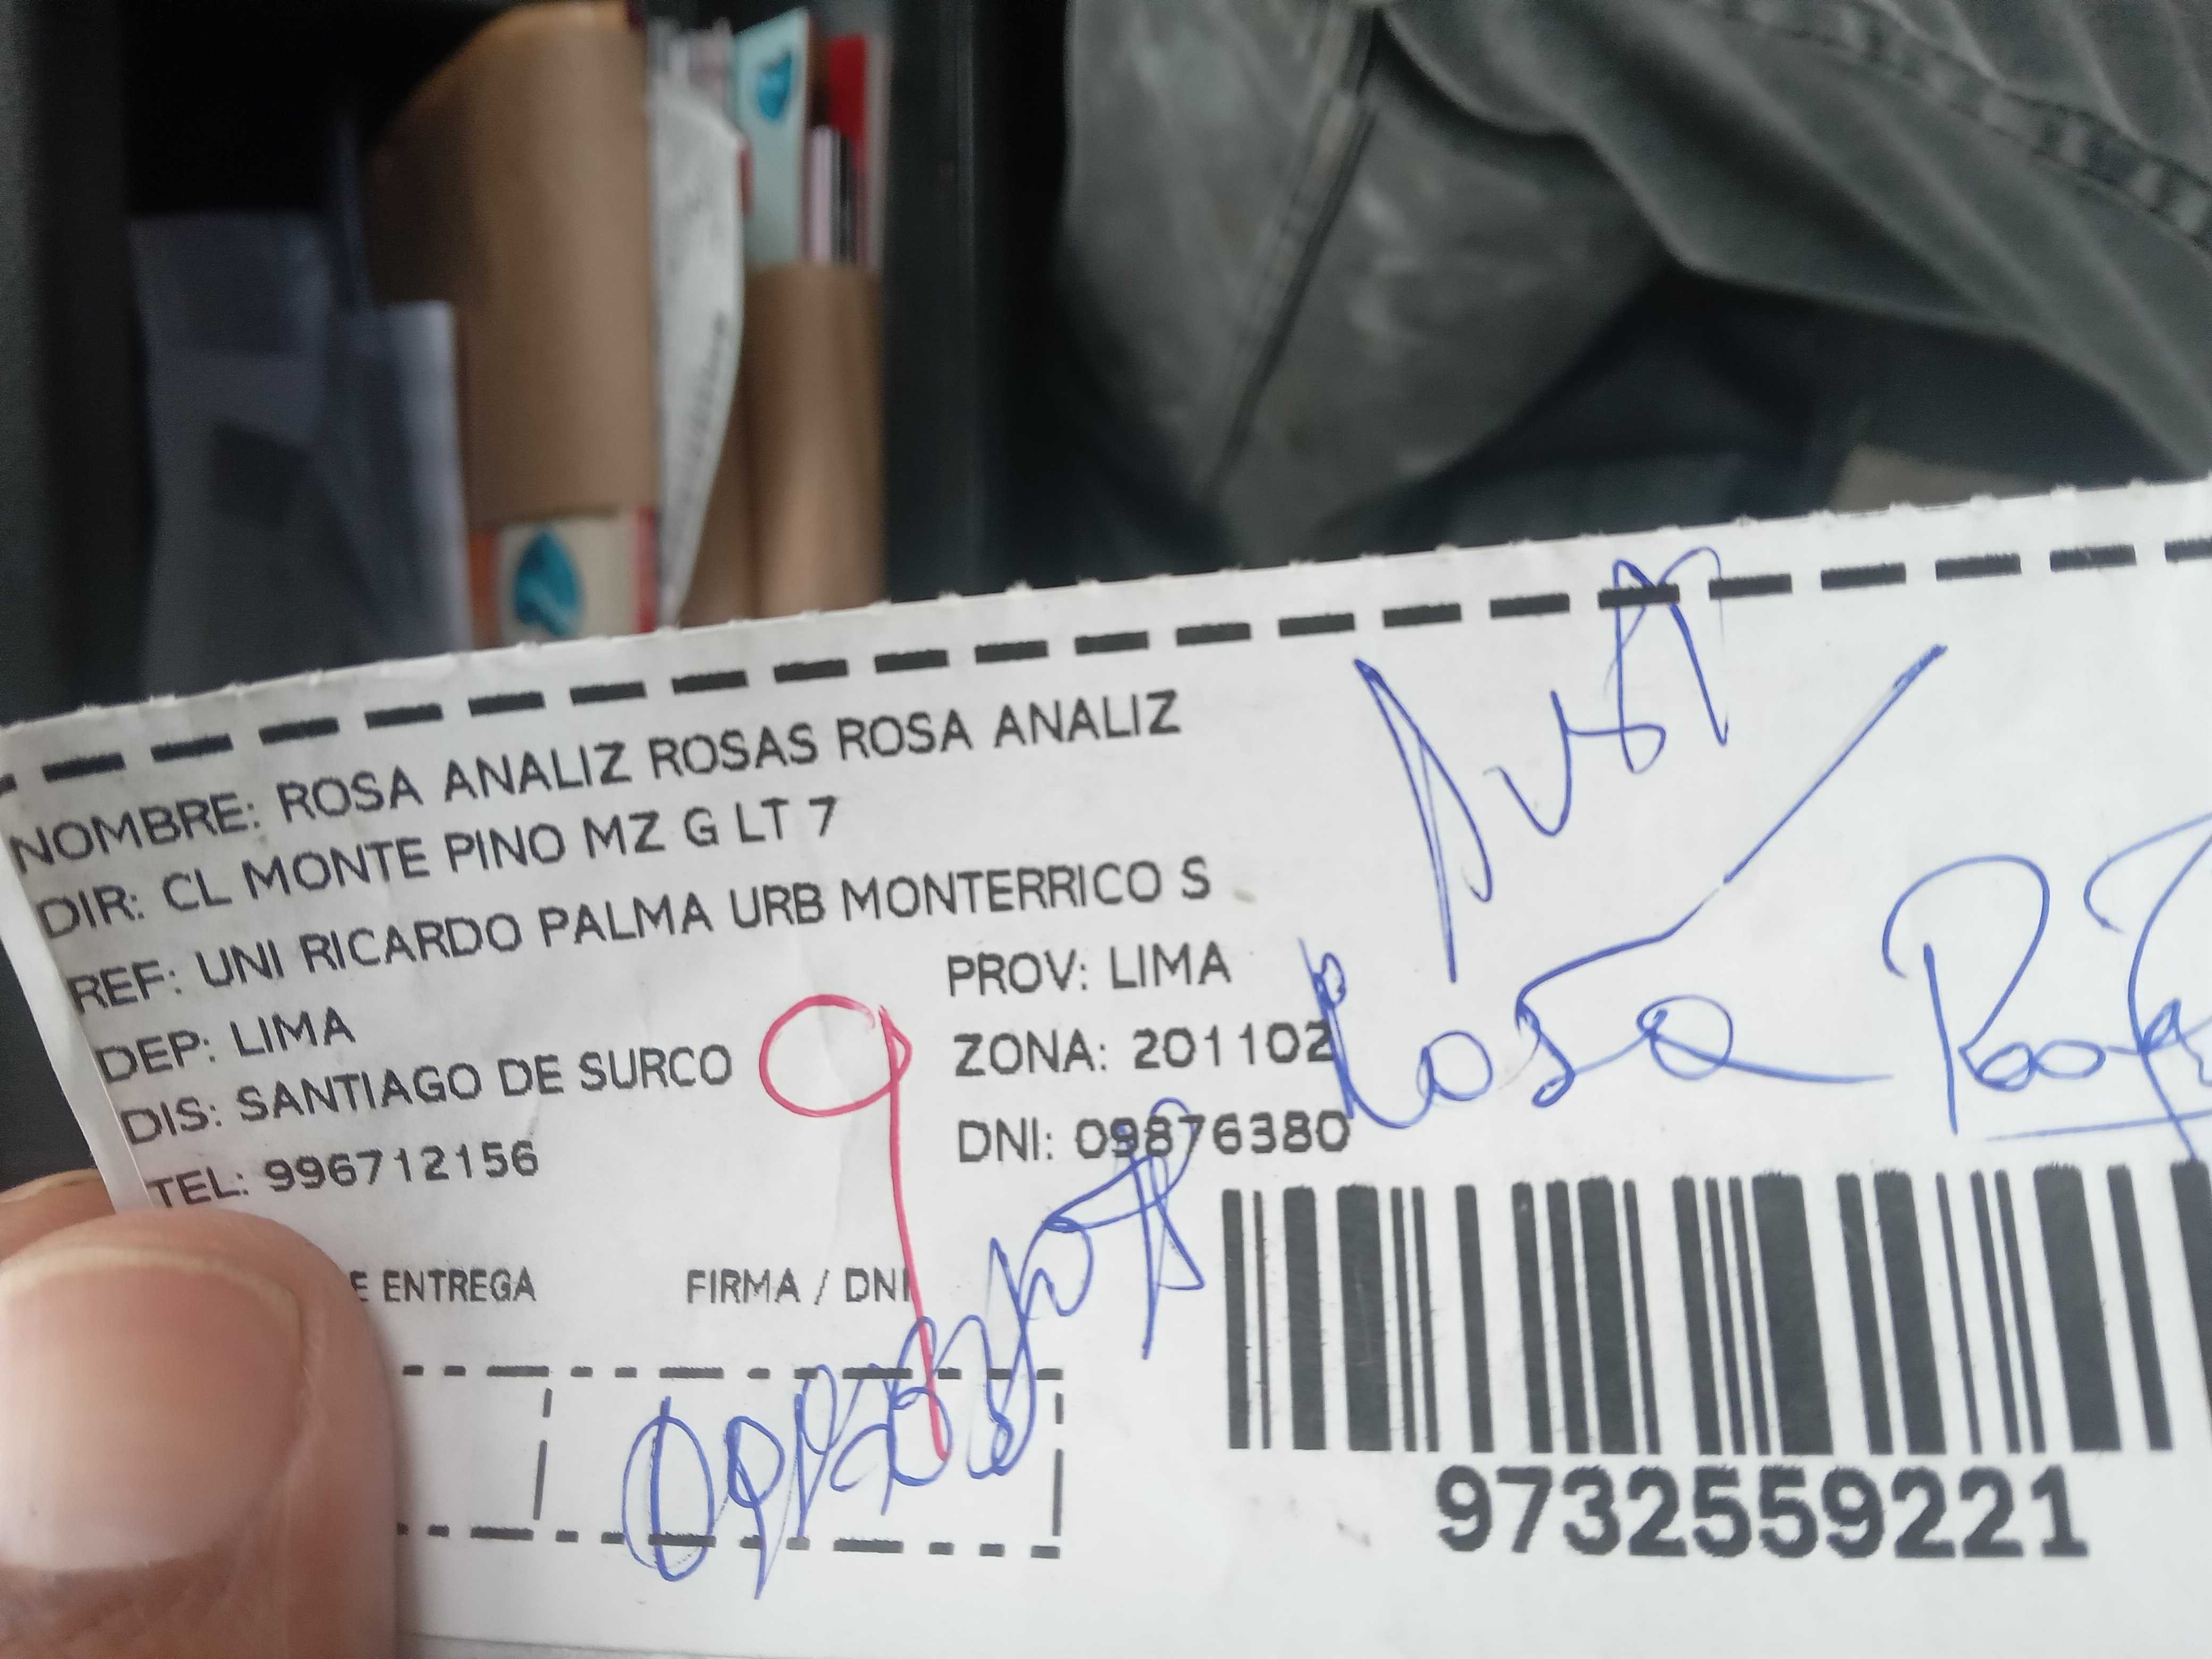 NOMBRE: ROSA ANALIZ ROSAS ROSA ANALIZ
DIR: CL MONTE PINO MZ G LT 7
REF: UNI RICARDO PALMA URB MONTERRICO S
DEP: LIMA
PROV: LIMA
DIS: SANTIAGO DE SURCO
ZONA: 201102
TEL: 996712156
DNI: 09876380
Rosa
E ENTREGA
FIRMA / DNI
9732559221